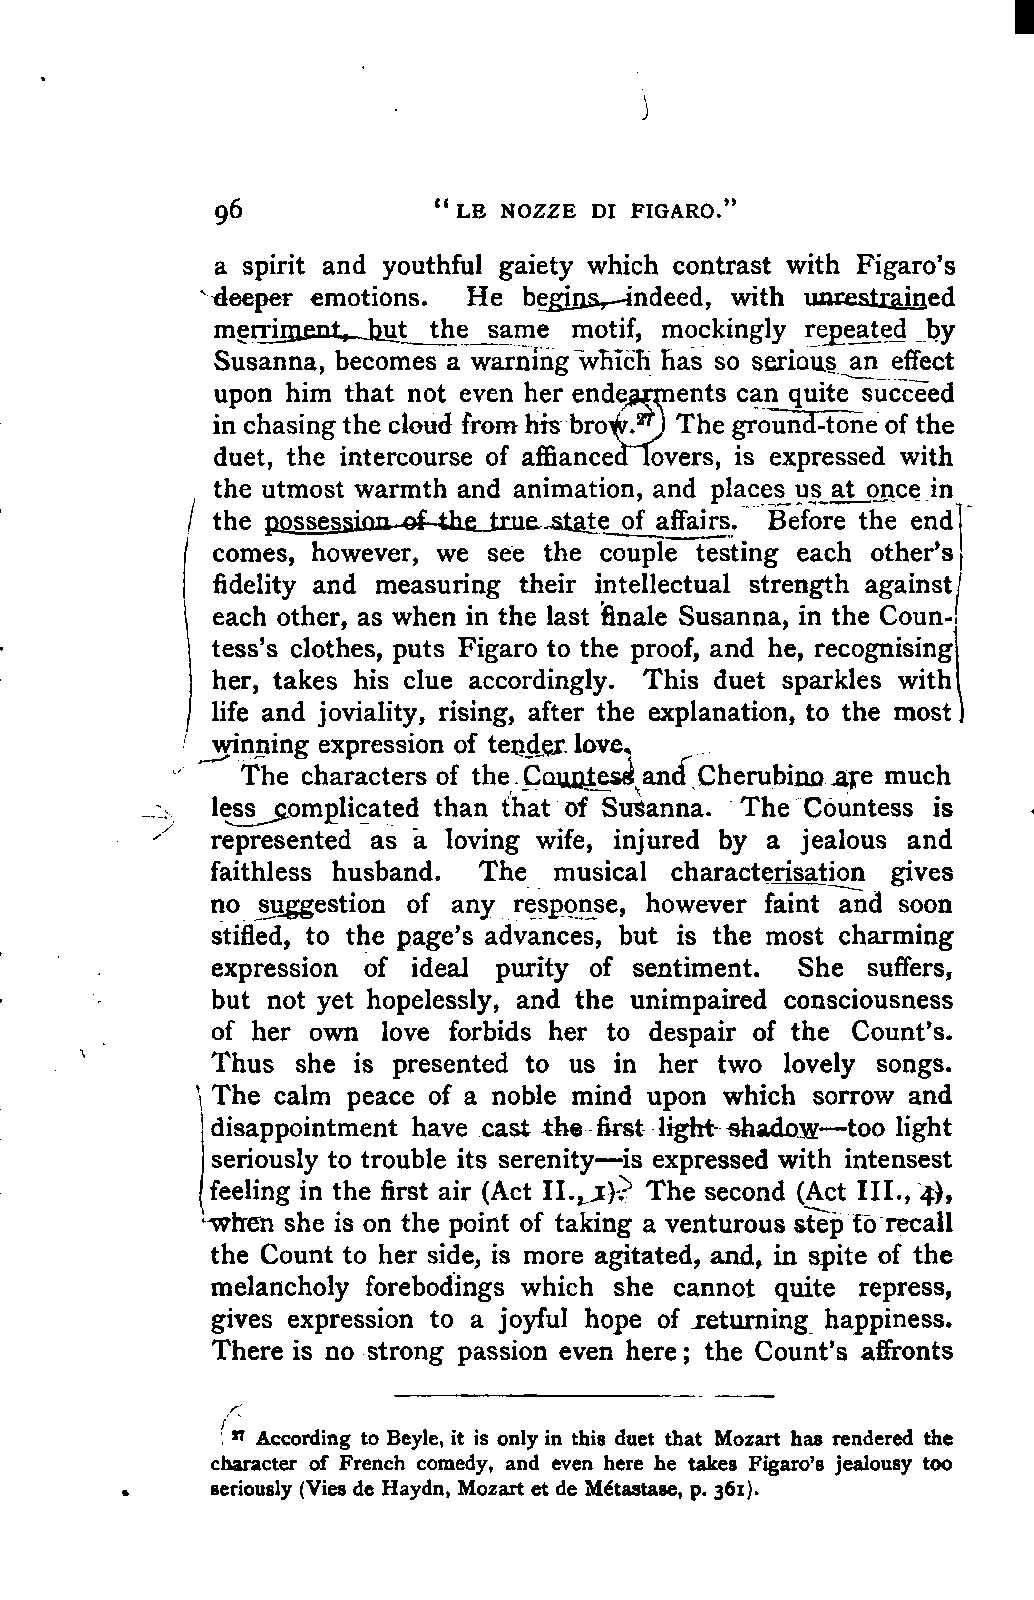 96 "LE NOZZE DI FIGARO."
a spirit and youthful gaiety which contrast with Figaro's
deeper emotions. He begins, indeed, with unrestrained
merriment, but the same motif, mockingly repeated by
Susanna, becomes a warning which has so serious an effect
upon him that not even her endearments can quite succeed
in chasing the cloud from his brow.27 The ground-tone of the
duet, the intercourse of affianced lovers, is expressed with
the utmost warmth and animation, and places us at once in
the possession of the true state of affairs. Before the end
comes, however, we see the couple testing each other's
fidelity and measuring their intellectual strength against
each other, as when in the last finale Susanna, in the Coun-
tess's clothes, puts Figaro to the proof, and he, recognising
her, takes his clue accordingly. This duet sparkles with
life and joviality, rising, after the explanation, to the most
winning expression of tender love.
The characters of the Countess and Cherubino are much
less complicated than that of Susanna. The Countess is
represented as a loving wife, injured by a jealous and
faithless husband. The musical characterisation gives
no suggestion of any response, however faint and soon
stifled, to the page's advances, but is the most charming
expression of ideal purity of sentiment. She suffers,
but not yet hopelessly, and the unimpaired consciousness
of her own love forbids her to despair of the Count's.
Thus she is presented to us in her two lovely songs.
The calm peace of a noble mind upon which sorrow and
disappointment have cast the first light shadow—too light
seriously to trouble its serenity—is expressed with intensest
feeling in the first air (Act II., 1). The second (Act III., 4),
when she is on the point of taking a venturous step to recall
the Count to her side, is more agitated, and, in spite of the
melancholy forebodings which she cannot quite repress,
gives expression to a joyful hope of returning happiness.
There is no strong passion even here; the Count's affronts
27 According to Beyle, it is only in this duet that Mozart has rendered the
character of French comedy, and even here he takes Figaro's jealousy too
seriously (Vies de Haydn, Mozart et de Métastase, p. 361).